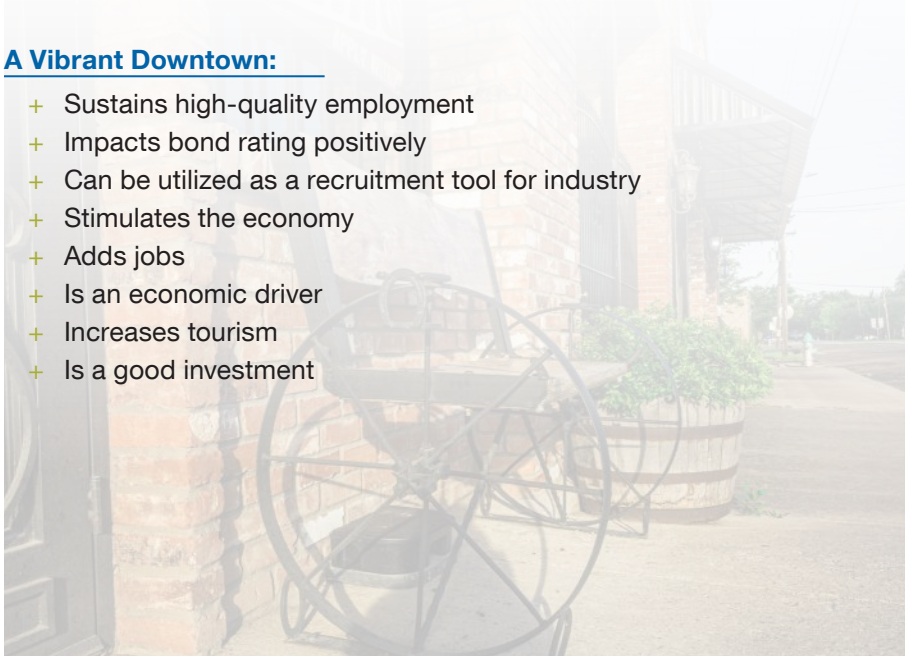 A Vibrant Downtown:
+ Sustains high-quality employment
+ Impacts bond rating positively
+ Can be utilized as a recruitment tool for industry
+ Stimulates the economy
+ Adds jobs
+ Is an economic driver
+ Increases tourism
+ Is a good investment